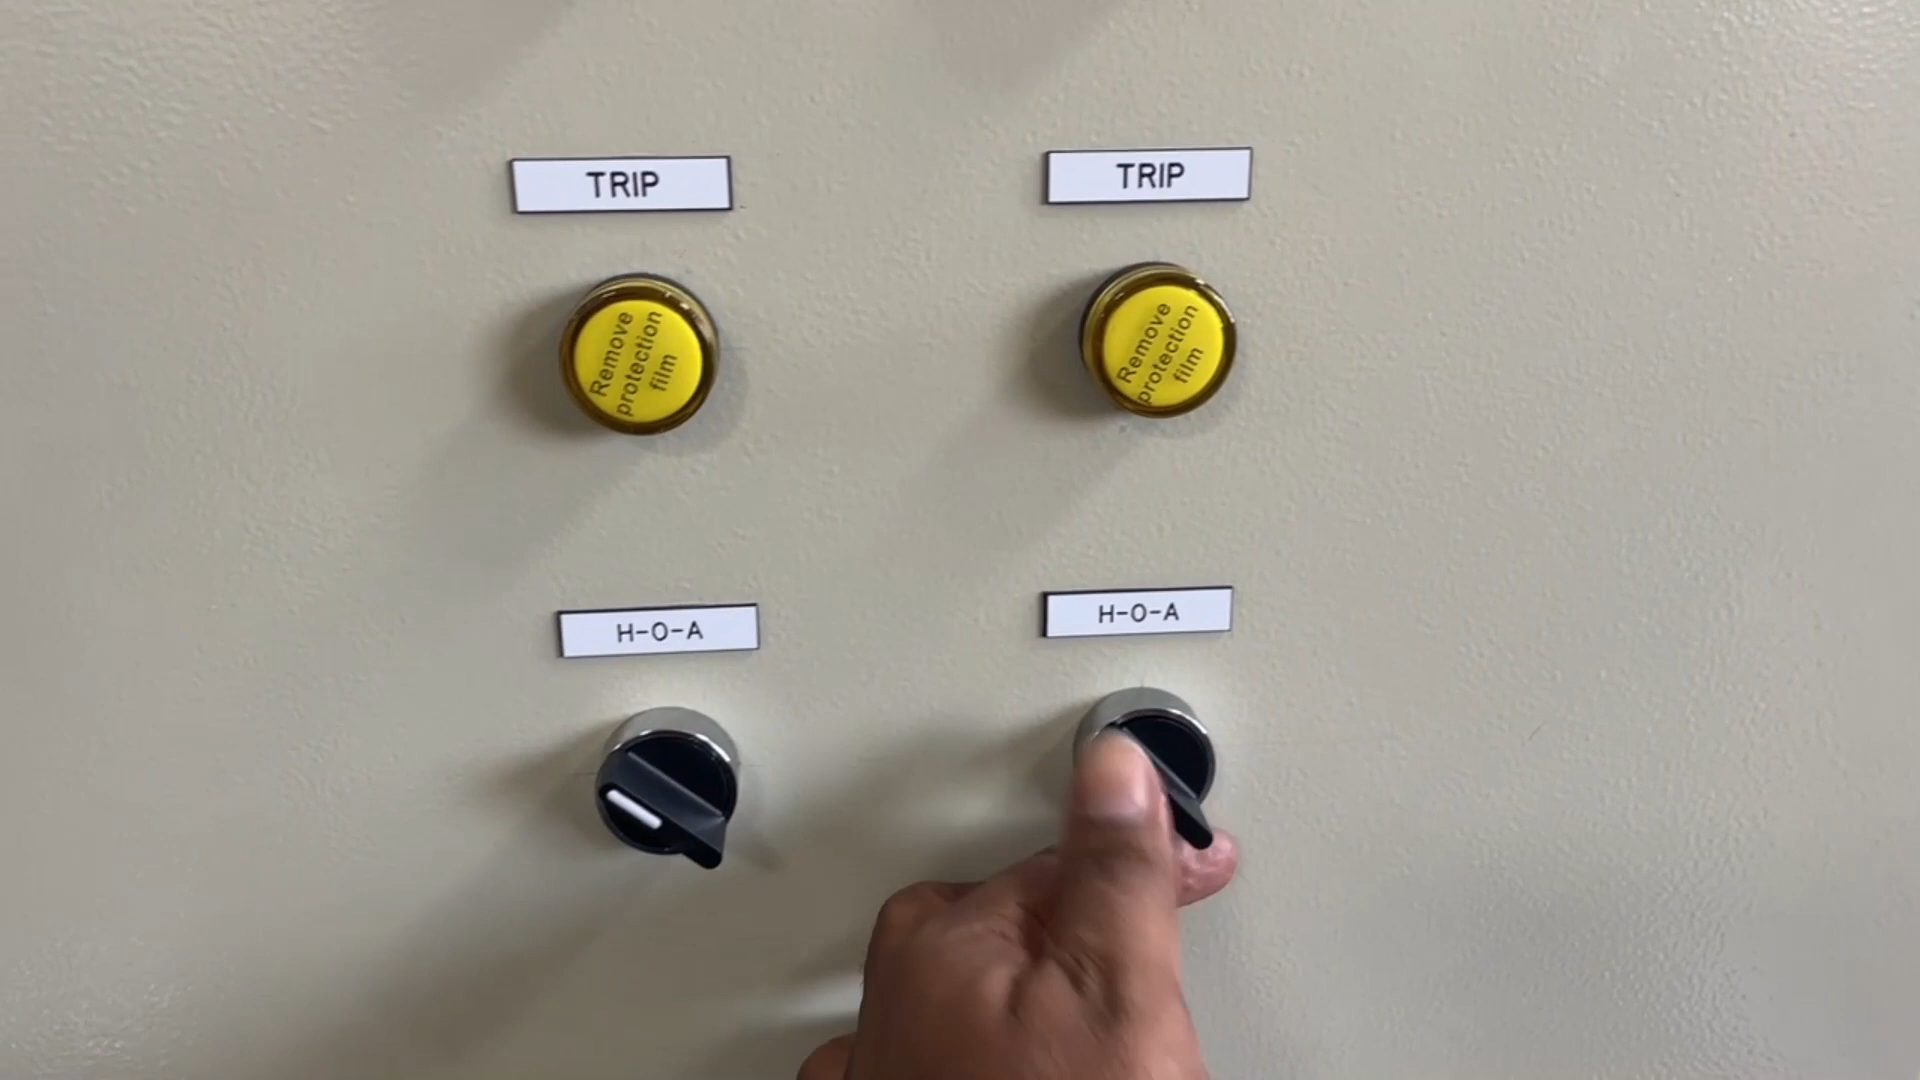 TRIP
TRIP
Remove
protection
film
Remove
protection
film
H-O-A
H-O-A